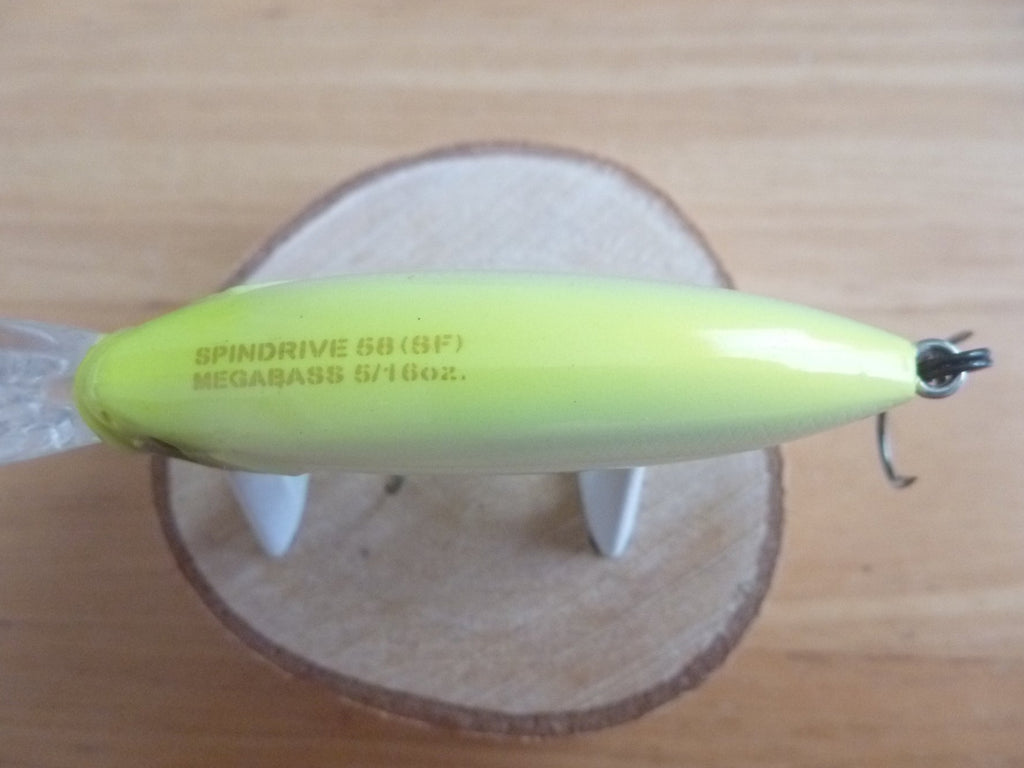 SPINDRIVE 58 (SF)
MEGABASS 5/16oz.